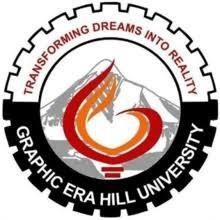 TRANSFORMING DREAMS INTO REALITY
GRAPHIC ERA HILL UNIVERSITY